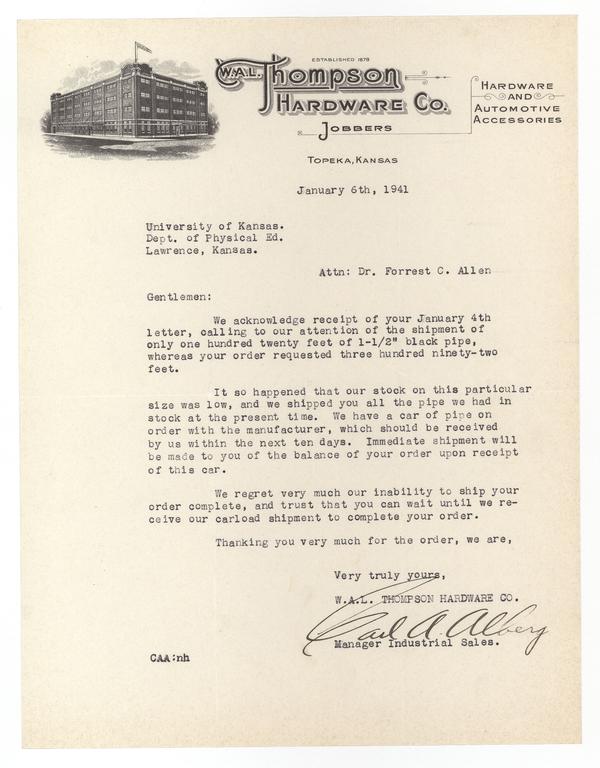 ESTABLISHED 1879
W.A.L. Thompson
HARDWARE CO.
JOBBERS
HARDWARE
AND
AUTOMOTIVE
ACCESSORIES
TOPEKA, KANSAS
January 6th, 1941
University of Kansas.
Dept. of Physical Ed.
Lawrence, Kansas.
Attn: Dr. Forrest C. Allen
Gentlemen:
We acknowledge receipt of your January 4th
letter, calling to our attention of the shipment of
only one hundred twenty feet of 1-1/2" black pipe,
whereas your order requested three hundred ninety-two
feet.
It so happened that our stock on this particular
size was low, and we shipped you all the pipe we had in
stock at the present time. We have a car of pipe on
order with the manufacturer, which should be received
by us within the next ten days. Immediate shipment will
be made to you of the balance of your order upon receipt
of this car.
We regret very much our inability to ship your
order complete, and trust that you can wait until we re-
ceive our carload shipment to complete your order.
Thanking you very much for the order, we are,
Very truly yours,
W.A.L. THOMPSON HARDWARE CO.
Carl A. Alberg
Manager Industrial Sales.
CAA:nh